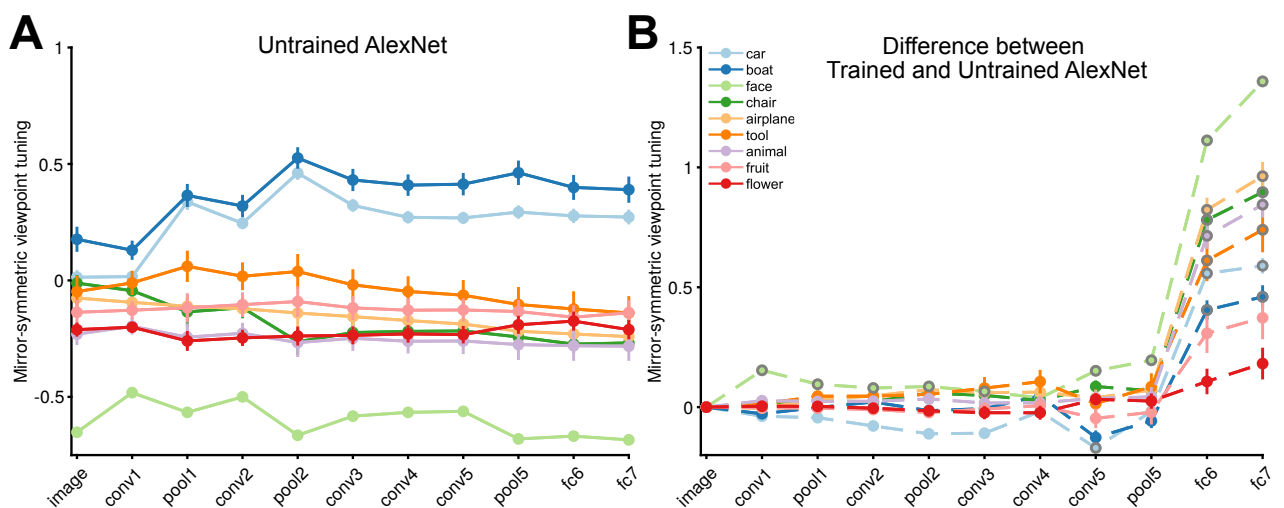 A
Untrained AlexNet
Mirror-symmetric viewpoint tuning
1
0.5
0
-0.5
image
conv1
pool1
conv2
pool2
conv3
conv4
conv5
pool5
fc6
fc7
B
Difference between
Trained and Untrained AlexNet
Mirror-symmetric viewpoint tuning
1.5
1
0.5
0
car
boat
face
chair
airplane
tool
animal
fruit
flower
image
conv1
pool1
conv2
pool2
conv3
conv4
conv5
pool5
fc6
fc7